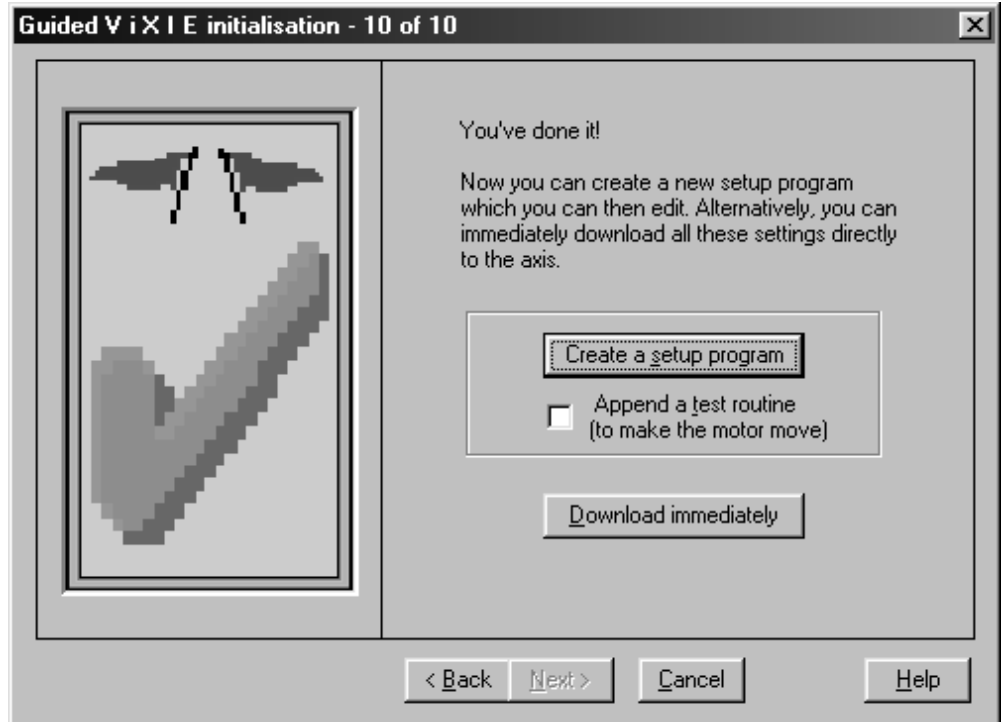 Guided V i X I E initialisation - 10 of 10
You've done it!
Now you can create a new setup program
which you can then edit. Alternatively, you can
immediately download all these settings directly
to the axis.
Create a setup program
Append a test routine
(to make the motor move)
Download immediately
< Back
Next >
Cancel
Help